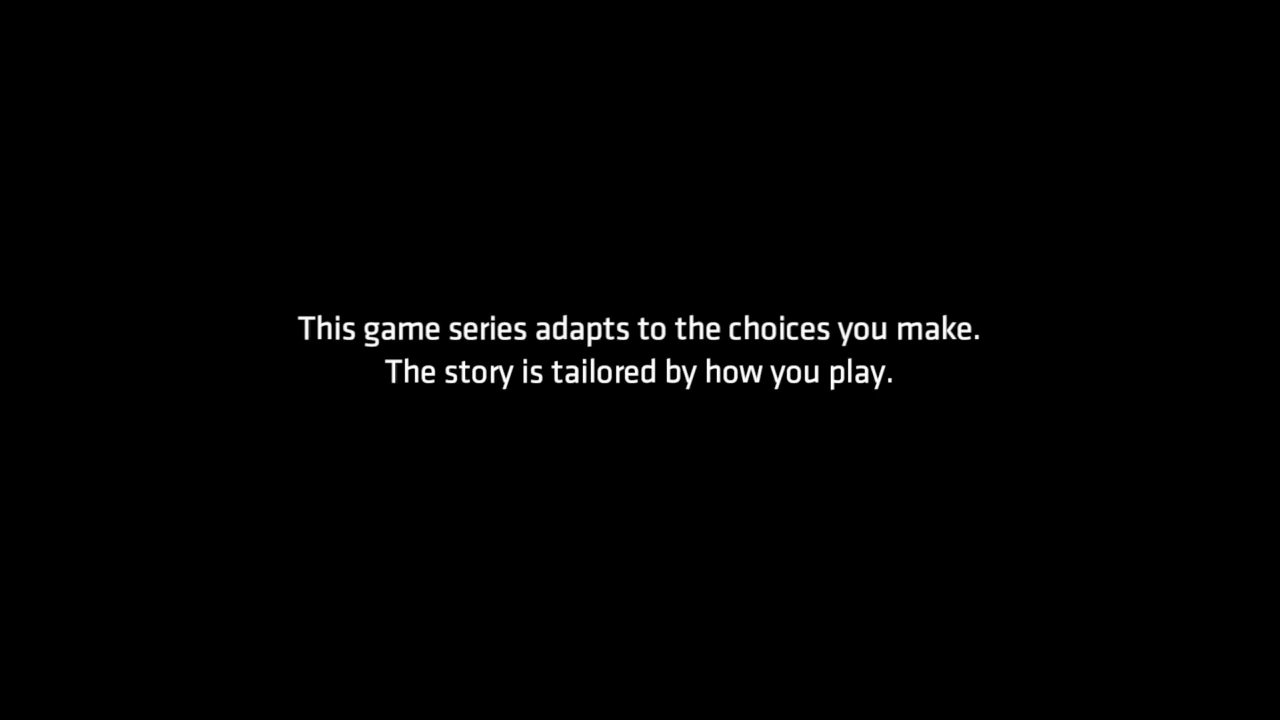 This game series adapts to the choices you make.
The story is tailored by how you play.